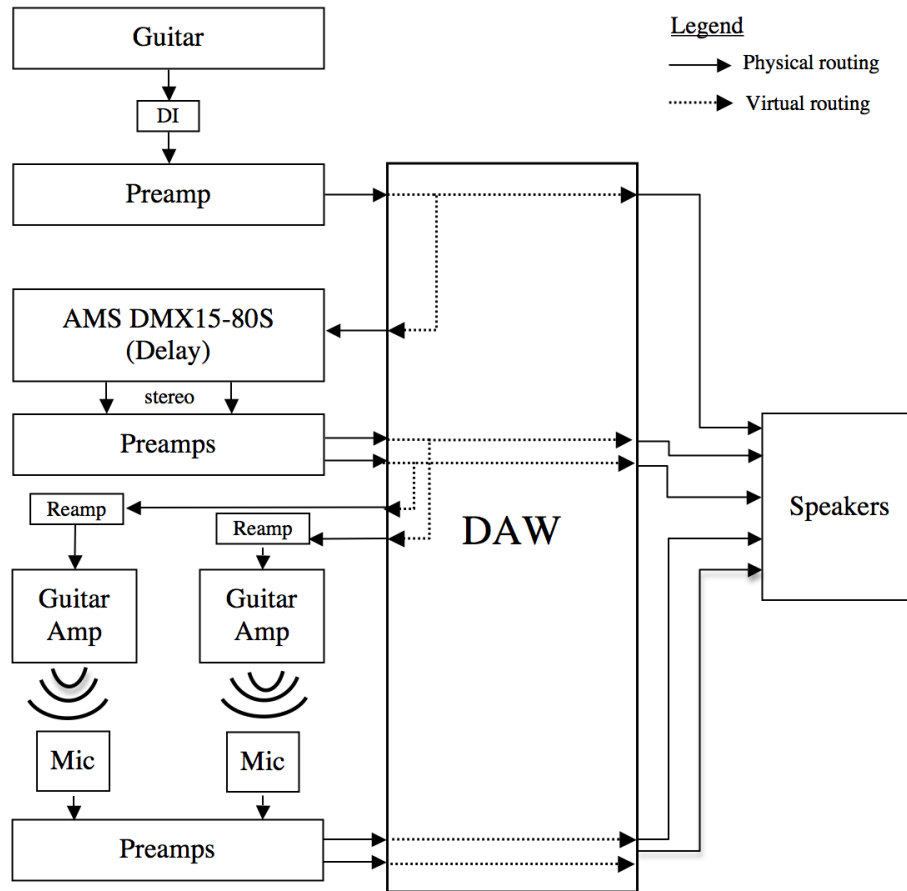 Guitar
Legend
Physical routing
Virtual routing
DI
Preamp
AMS DMX15-80S
(Delay)
stereo
Preamps
Reamp
Reamp
DAW
Speakers
Guitar
Amp
Guitar
Amp
Mic
Mic
Preamps